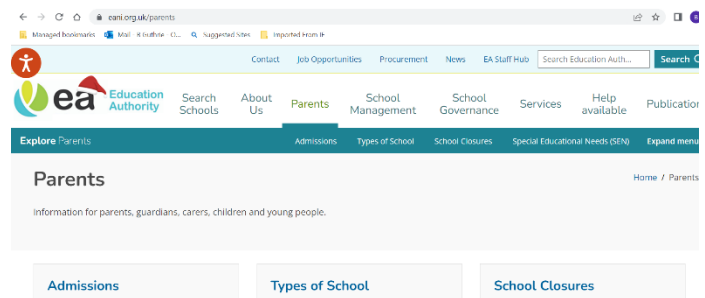 eani.org.uk/parents
Managed bookmarks Mail - R Guthrie - O... Suggested Sites Imported From IE
Contact Job Opportunities Procurement News EA Staff Hub Search Education Auth... Search
ea Education Authority
Search Schools About Us Parents School Management School Governance Services Help available Publication
Explore Parents Admissions Types of School School Closures Special Educational Needs (SEN) Expand menu
Parents
Home / Parents
Information for parents, guardians, carers, children and young people.
Admissions Types of School School Closures